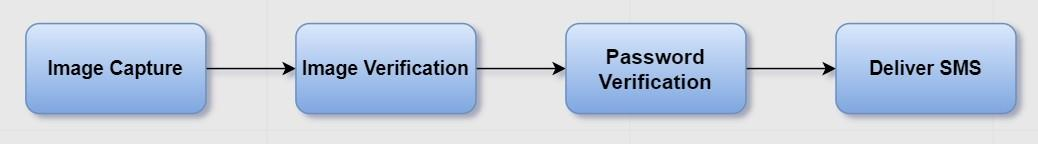 Image Capture
Image Verification
Password
Verification
Deliver SMS